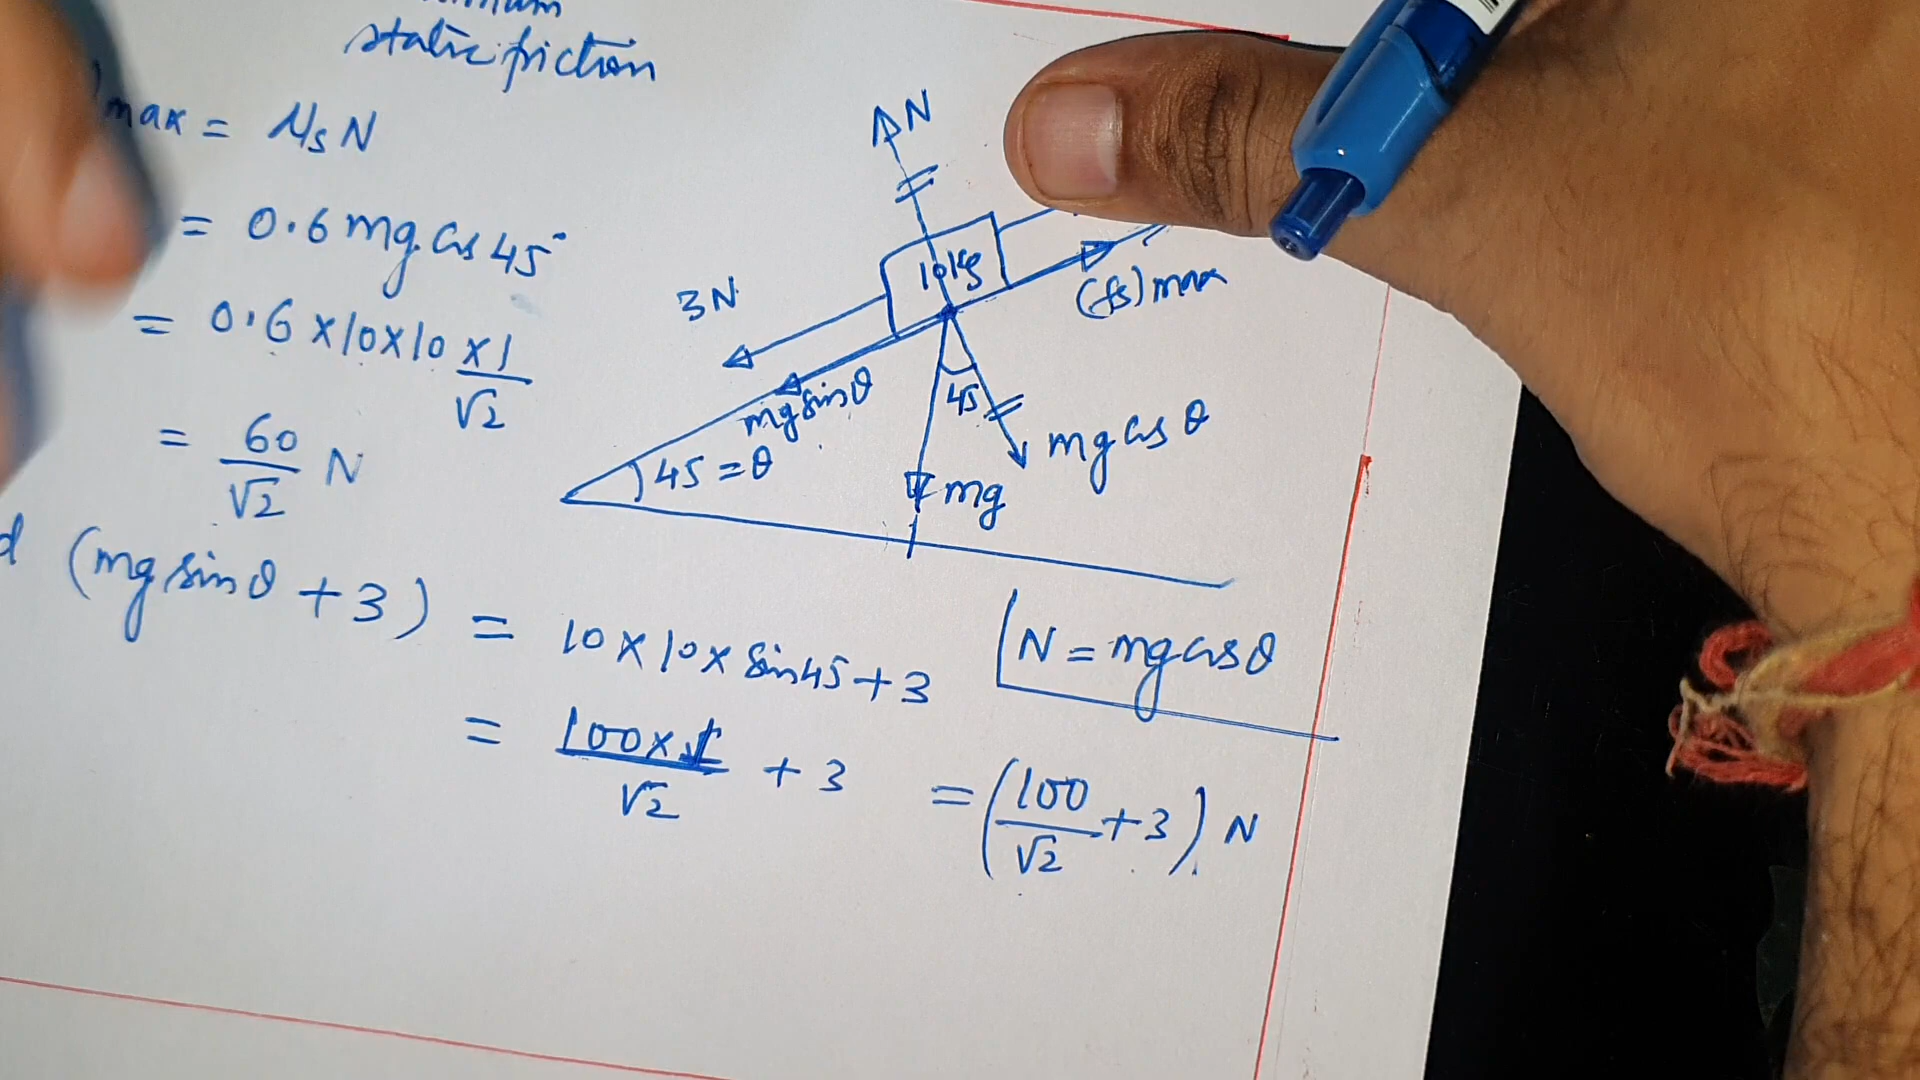 static friction
max = μs N
= 0.6 mg cos 45°
= 0.6 x 10 x 10 x 1/√2
= 60/√2 N
(mg sin θ + 3) = 10 x 10 x sin 45 + 3
= 100 x 1/√2 + 3 = (100/√2 + 3) N
N
10kg
3N
(fs) max
mg sin θ
45
mg cos θ
45 = θ
mg
N = mg cos θ